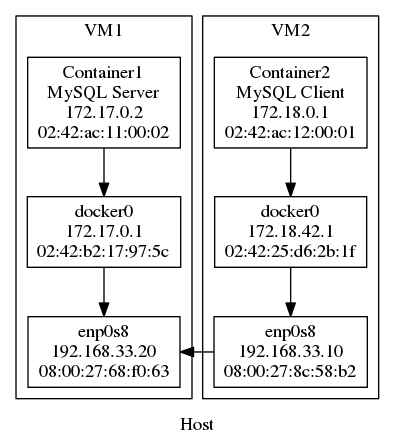 VM1
Container1
MySQL Server
172.17.0.2
02:42:ac:11:00:02
docker0
172.17.0.1
02:42:b2:17:97:5c
enp0s8
192.168.33.20
08:00:27:68:f0:63
VM2
Container2
MySQL Client
172.18.0.1
02:42:ac:12:00:01
docker0
172.18.42.1
02:42:25:d6:2b:1f
enp0s8
192.168.33.10
08:00:27:8c:58:b2
Host